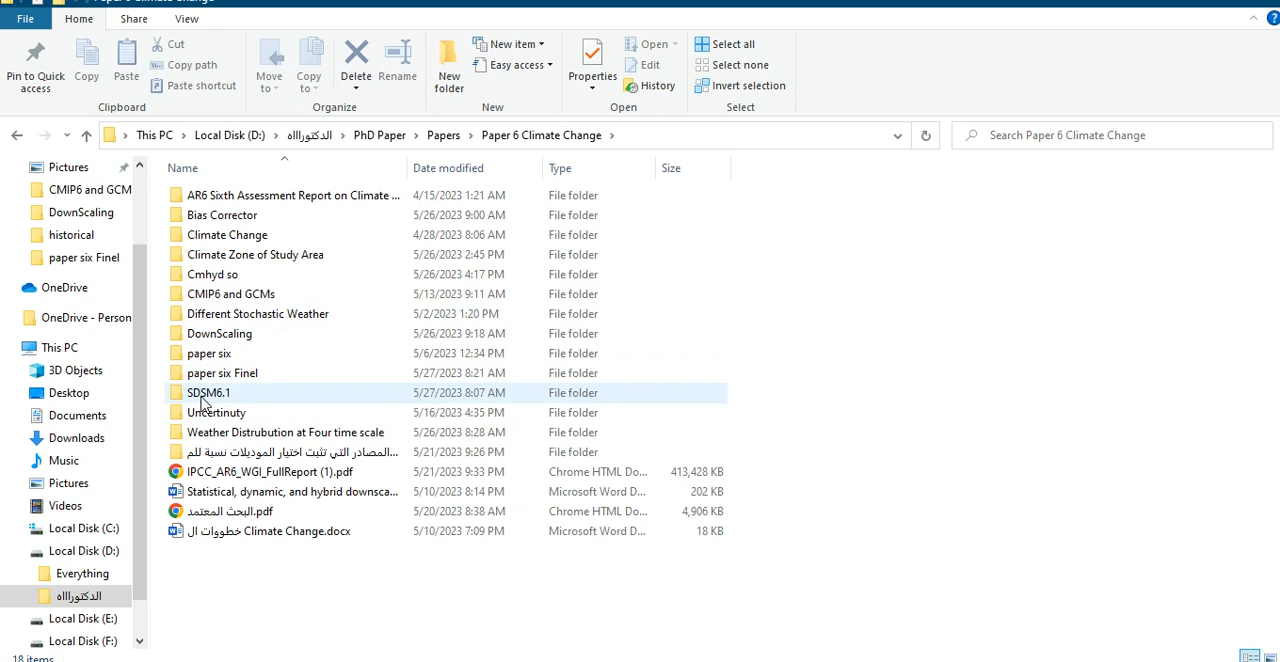 Paper 6 Climate Change
File Home Share View
Pin to Quick access
Copy
Paste
Cut
Copy path
Paste shortcut
Clipboard
Move to
Copy to
Delete
Rename
Organize
New folder
New item
Easy access
New
Properties
Open
Edit
History
Open
Select all
Select none
Invert selection
Select
This PC > Local Disk (D:) > الدكتورااااه > PhD Paper > Papers > Paper 6 Climate Change >
Search Paper 6 Climate Change
Pictures
CMIP6 and GCM
DownScaling
historical
paper six Finel
OneDrive
OneDrive - Person
This PC
3D Objects
Desktop
Documents
Downloads
Music
Pictures
Videos
Local Disk (C:)
Local Disk (D:)
Everything
الدكتورااااه
Local Disk (E:)
Local Disk (F:)
Name Date modified Type Size
AR6 Sixth Assessment Report on Climate ... 4/15/2023 1:21 AM File folder
Bias Corrector 5/26/2023 9:00 AM File folder
Climate Change 4/28/2023 8:06 AM File folder
Climate Zone of Study Area 5/26/2023 2:45 PM File folder
Cmhyd so 5/26/2023 4:17 PM File folder
CMIP6 and GCMs 5/13/2023 9:11 AM File folder
Different Stochastic Weather 5/2/2023 1:20 PM File folder
DownScaling 5/26/2023 9:18 AM File folder
paper six 5/6/2023 12:34 PM File folder
paper six Finel 5/27/2023 8:21 AM File folder
SDSM6.1 5/27/2023 8:07 AM File folder
Uncertinuty 5/16/2023 4:35 PM File folder
Weather Distrubution at Four time scale 5/26/2023 8:28 AM File folder
المصادر التي تثبت اختيار الموديلات نسبة للم... 5/21/2023 9:26 PM File folder
IPCC_AR6_WGI_FullReport (1).pdf 5/21/2023 9:33 PM Chrome HTML Do... 413,428 KB
Statistical, dynamic, and hybrid downsca... 5/10/2023 8:14 PM Microsoft Word D... 202 KB
البحث المعتمد.pdf 5/20/2023 8:38 AM Chrome HTML Do... 4,906 KB
خطووات ال Climate Change.docx 5/10/2023 7:09 PM Microsoft Word D... 18 KB
18 items